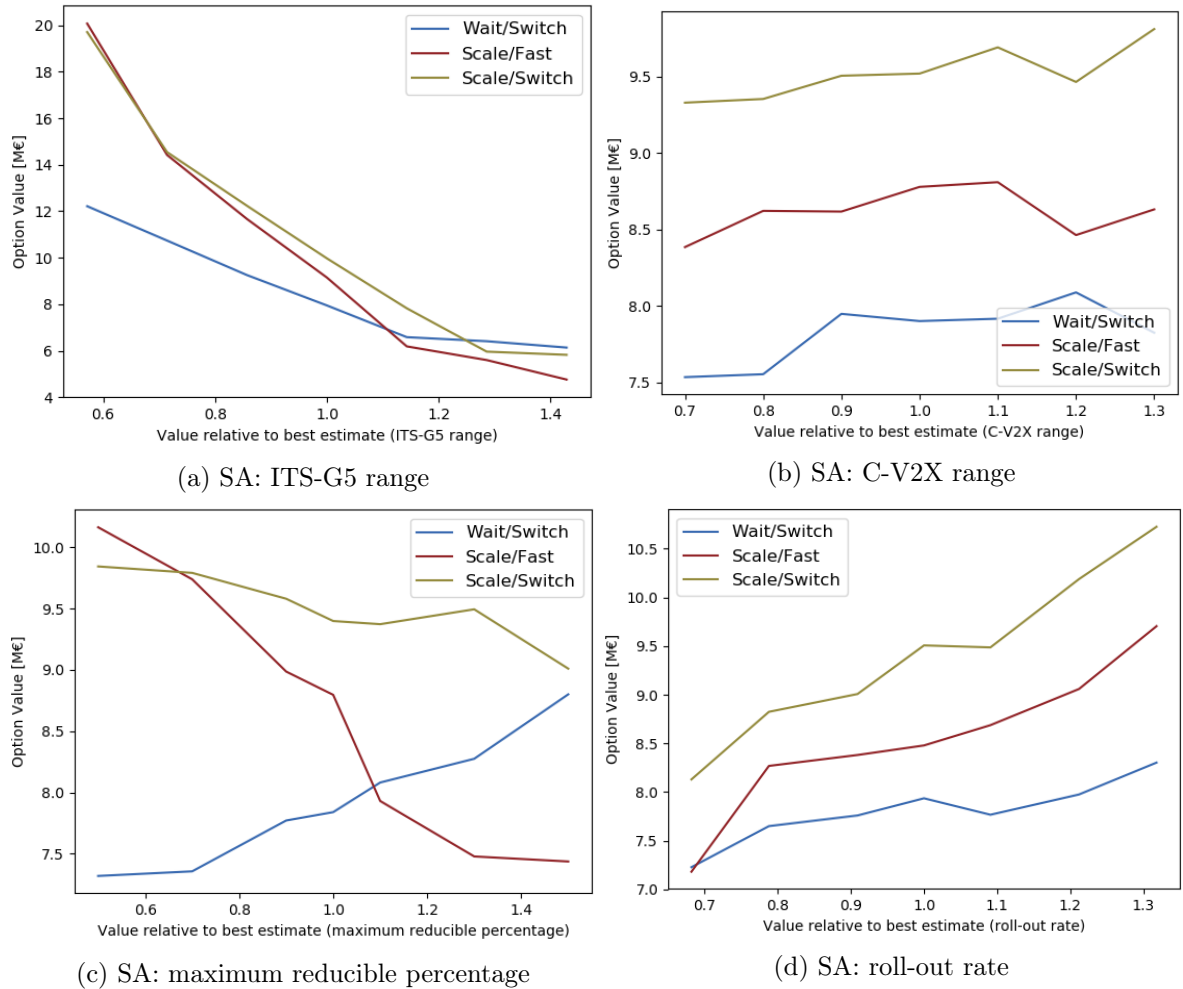 Wait/Switch
Scale/Fast
Scale/Switch
Option Value [M€]
20
18
16
14
12
10
8
6
4
0.6 0.8 1.0 1.2 1.4
Value relative to best estimate (ITS-G5 range)
(a) SA: ITS-G5 range
Option Value [M€]
9.5
9.0
8.5
8.0
7.5
Wait/Switch
Scale/Fast
Scale/Switch
0.7 0.8 0.9 1.0 1.1 1.2 1.3
Value relative to best estimate (C-V2X range)
(b) SA: C-V2X range
Wait/Switch
Scale/Fast
Scale/Switch
Option Value [M€]
10.0
9.5
9.0
8.5
8.0
7.5
0.6 0.8 1.0 1.2 1.4
Value relative to best estimate (maximum reducible percentage)
(c) SA: maximum reducible percentage
Wait/Switch
Scale/Fast
Scale/Switch
Option Value [M€]
10.5
10.0
9.5
9.0
8.5
8.0
7.5
7.0
0.7 0.8 0.9 1.0 1.1 1.2 1.3
Value relative to best estimate (roll-out rate)
(d) SA: roll-out rate